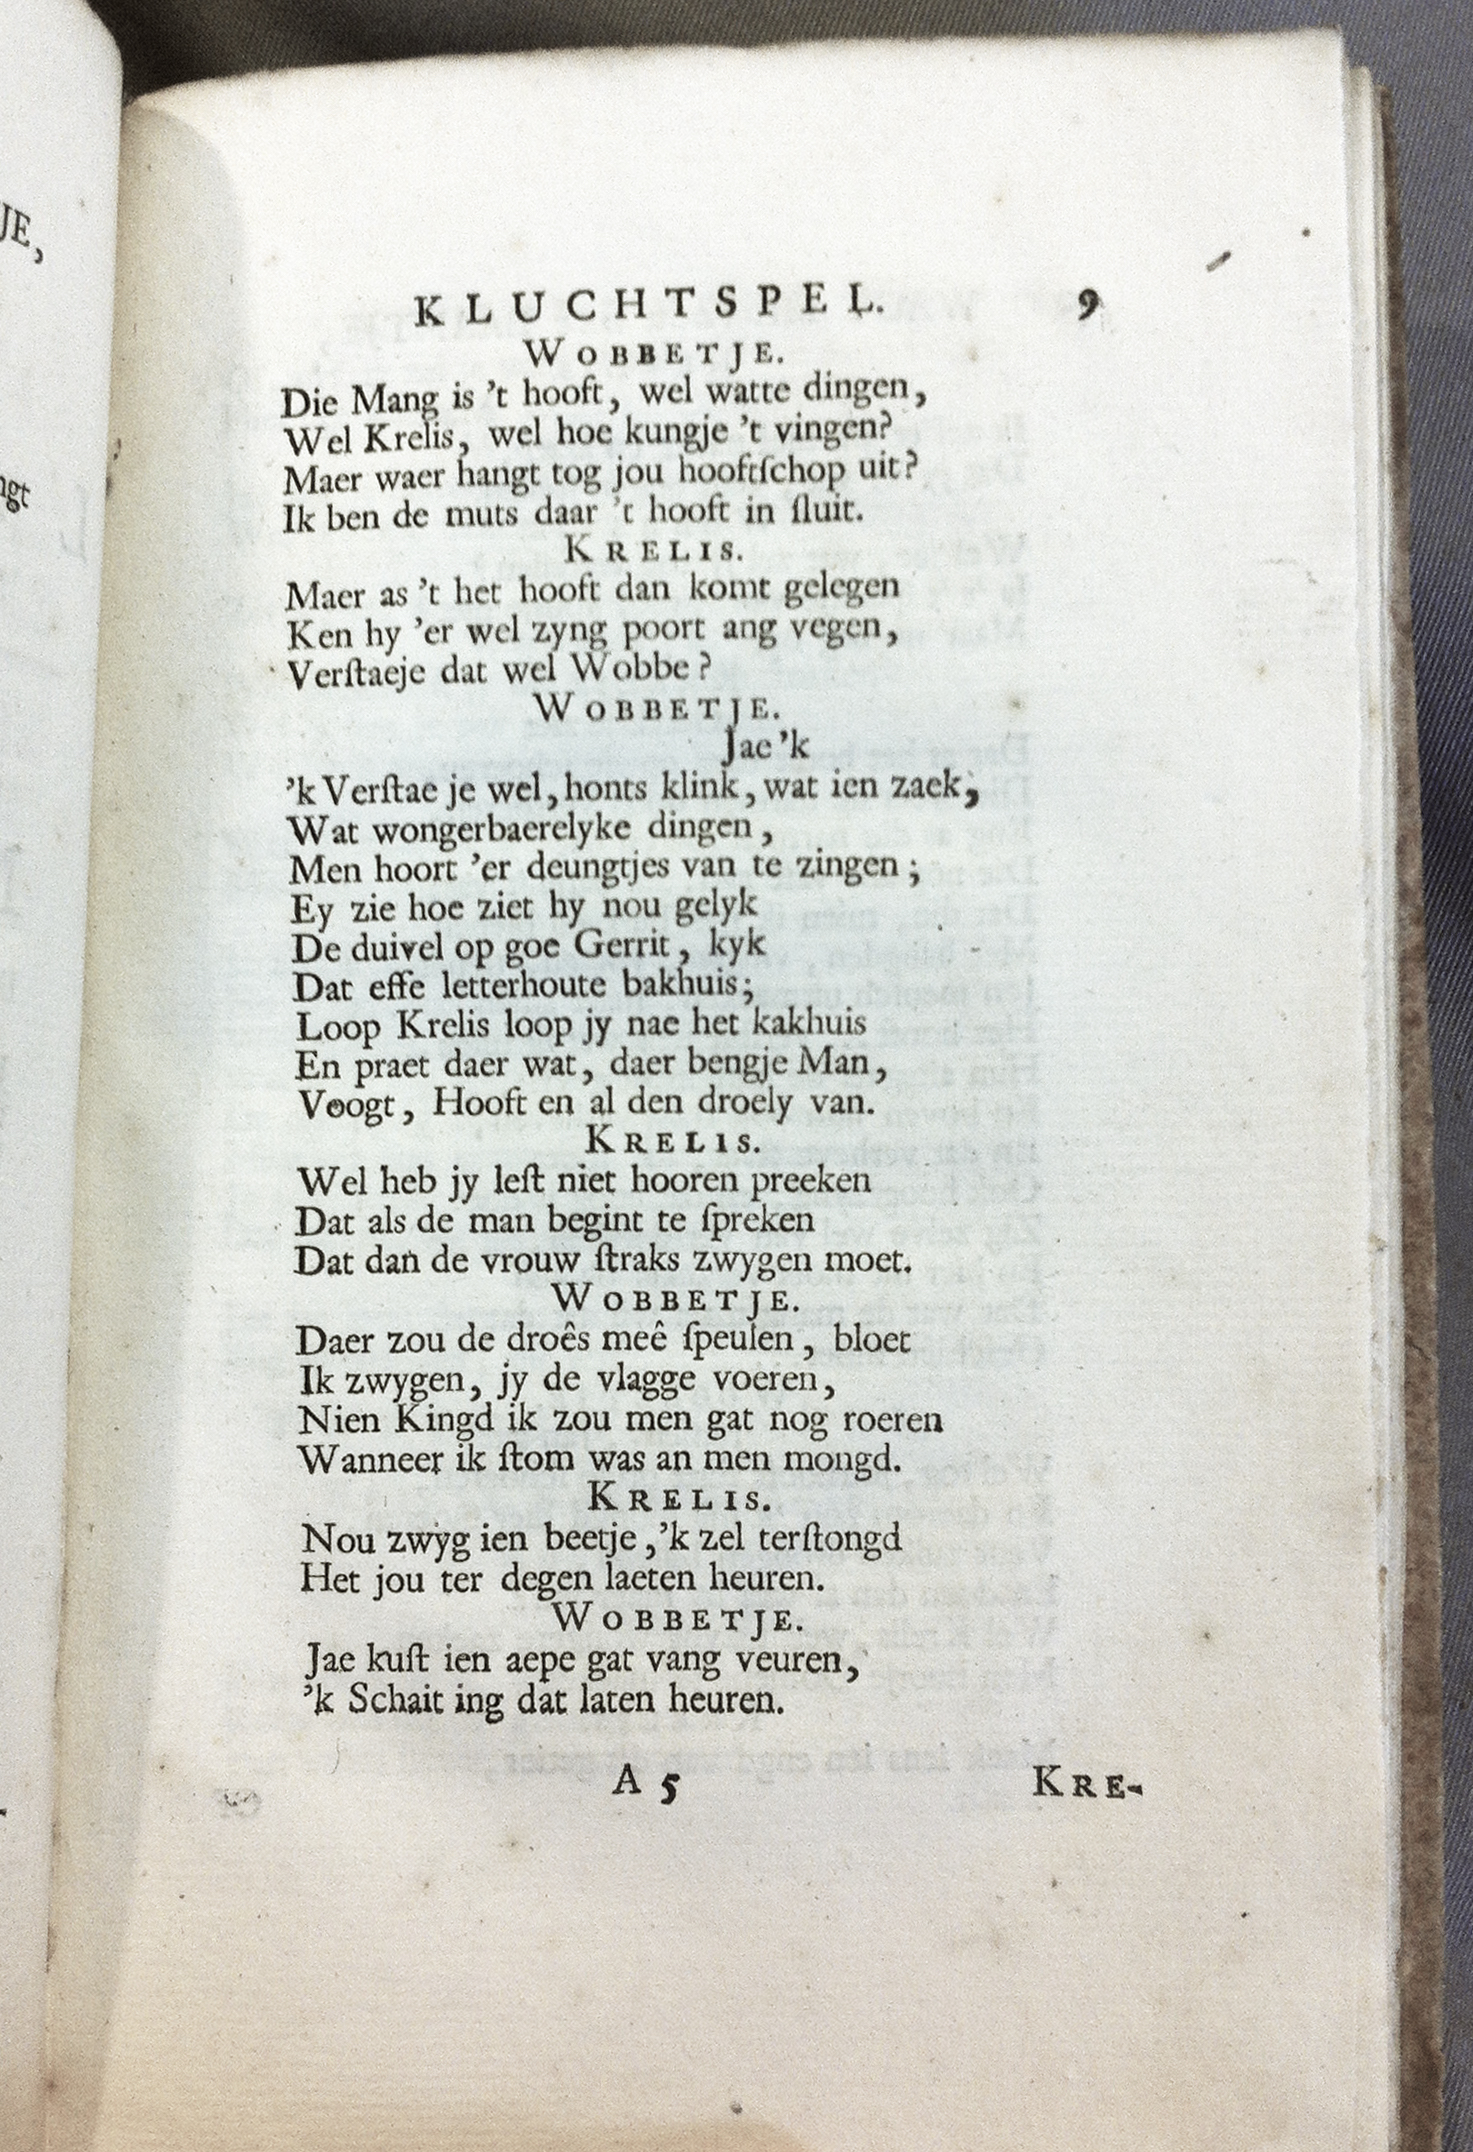 JE,
ngt
KLUCHTSPEL. 9
WOBBETJE.
Die Mang is 't hooft, wel watte dingen,
Wel Krelis, wel hoe kungje 't vingen?
Maer waer hangt tog jou hooftſchop uit?
Ik ben de muts daar 't hooft in ſluit.
KRELIS.
Maer as 't het hooft dan komt gelegen
Ken hy 'er wel zyng poort ang vegen,
Verſtaeje dat wel Wobbe?
WOBBETJE.
Jae 'k
'k Verſtae je wel, honts klink, wat ien zaek,
Wat wongerbaerelyke dingen,
Men hoort 'er deungtjes van te zingen;
Ey zie hoe ziet hy nou gelyk
De duivel op goe Gerrit, kyk
Dat effe letterhoute bakhuis;
Loop Krelis loop jy nae het kakhuis
En praet daer wat, daer bengje Man,
Voogt, Hooft en al den droely van.
KRELIS.
Wel heb jy leſt niet hooren preeken
Dat als de man begint te ſpreken
Dat dan de vrouw ſtraks zwygen moet.
WOBBETJE.
Daer zou de droês meê ſpeulen, bloet
Ik zwygen, jy de vlagge voeren,
Nien Kingd ik zou men gat nog roeren
Wanneer ik ſtom was an men mongd.
KRELIS.
Nou zwyg ien beetje, 'k zel terſtongd
Het jou ter degen laeten heuren.
WOBBETJE.
Jae kuſt ien aepe gat vang veuren,
'k Schait ing dat laten heuren.
A 5 KRE-